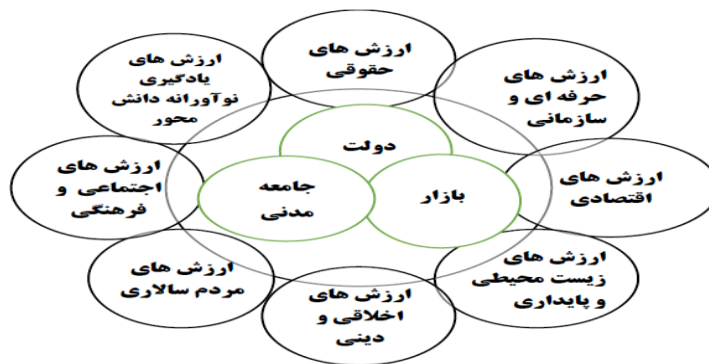 ارزش های
حقوقی
ارزش های
حرفه ای و
سازمانی
ارزش های
اقتصادی
ارزش های
زیست محیطی
و پایداری
ارزش های
اخلاقی و
دینی
ارزش های
مردم سالاری
ارزش های
اجتماعی و
فرهنگی
ارزش های
یادگیری
نوآورانه دانش
محور
دولت
بازار
جامعه
مدنی